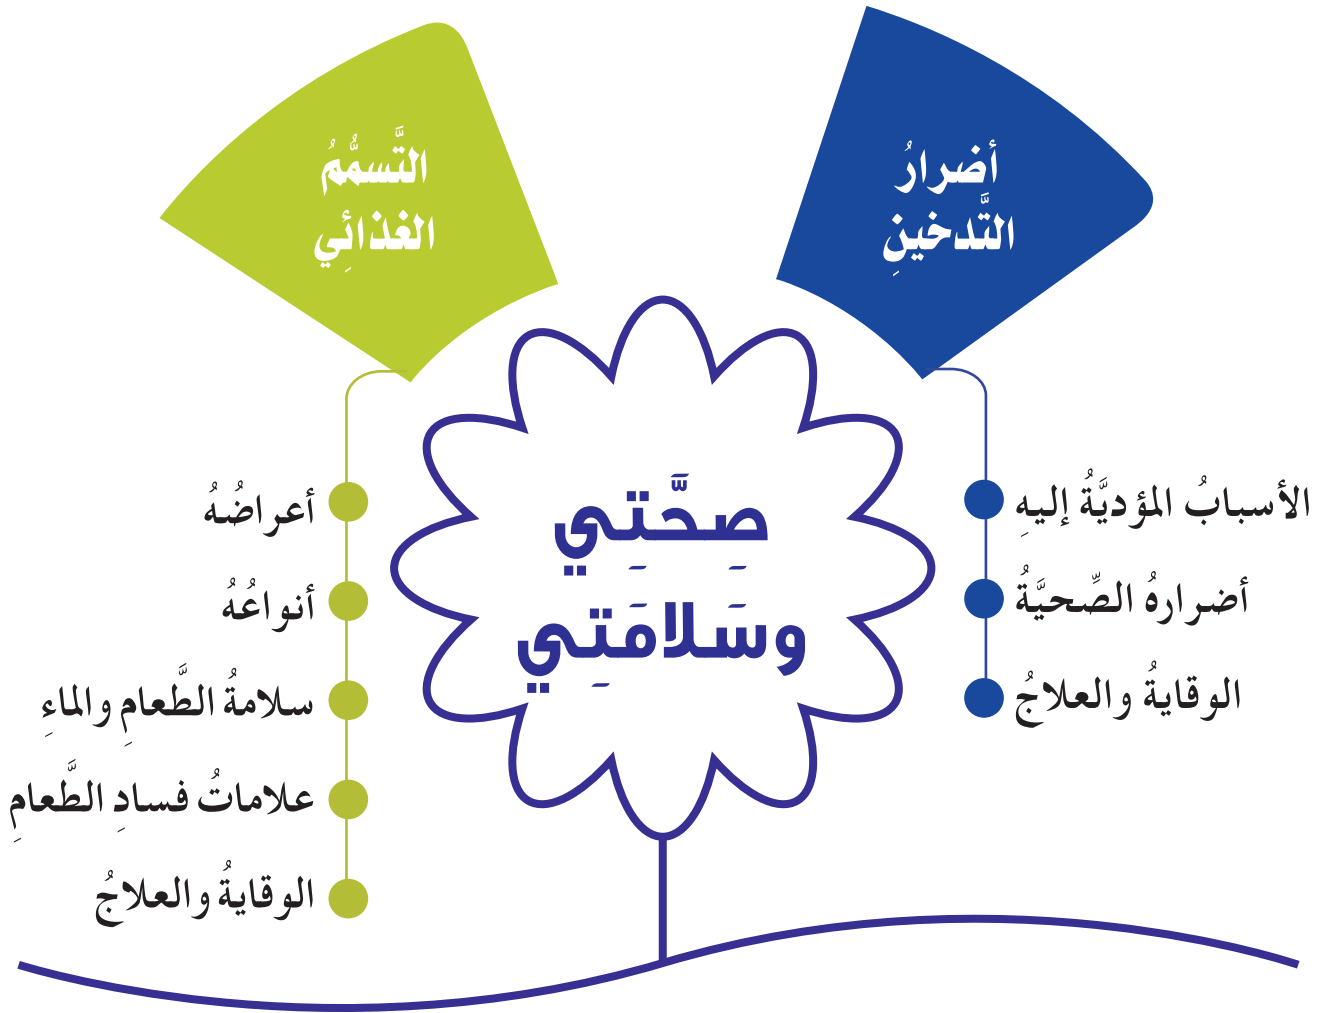 صِحَّتِي
وسَلامَتِي
أضرارُ
التَّدخينِ
الأسبابُ المؤديَّةُ إليهِ
أضرارهُ الصِّحيَّةُ
الوقايةُ والعلاجُ
التَّسمُّمُ
الغذائِي
أعراضُهُ
أنواعُهُ
سلامةُ الطَّعامِ والماءِ
علاماتُ فسادِ الطَّعامِ
الوقايةُ والعلاجُ